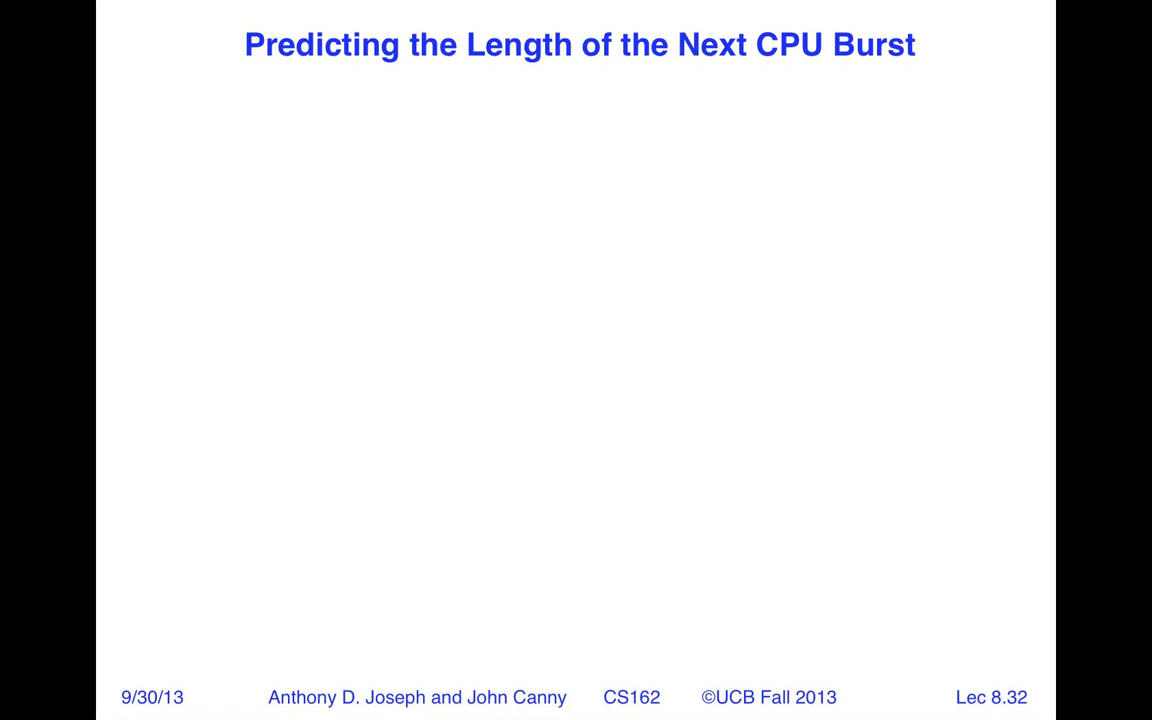 Predicting the Length of the Next CPU Burst
9/30/13 Anthony D. Joseph and John Canny CS162 ©UCB Fall 2013 Lec 8.32